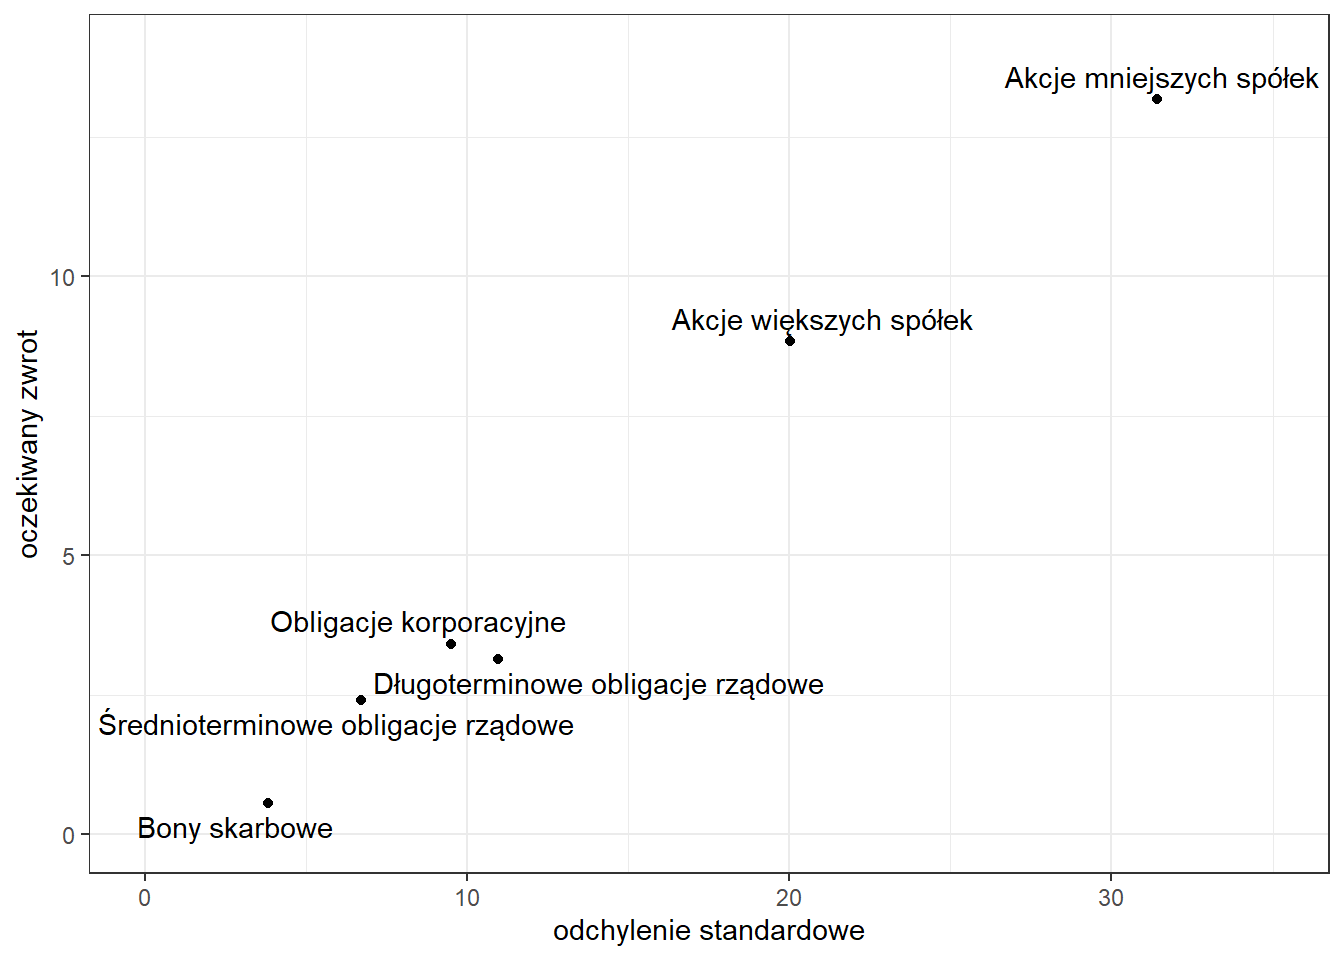 Akcje mniejszych spółek
10
Akcje większych spółek
oczekiwany zwrot
5
Obligacje korporacyjne
Długoterminowe obligacje rządowe
Średnioterminowe obligacje rządowe
Bony skarbowe
0
0
10
20
30
odchylenie standardowe